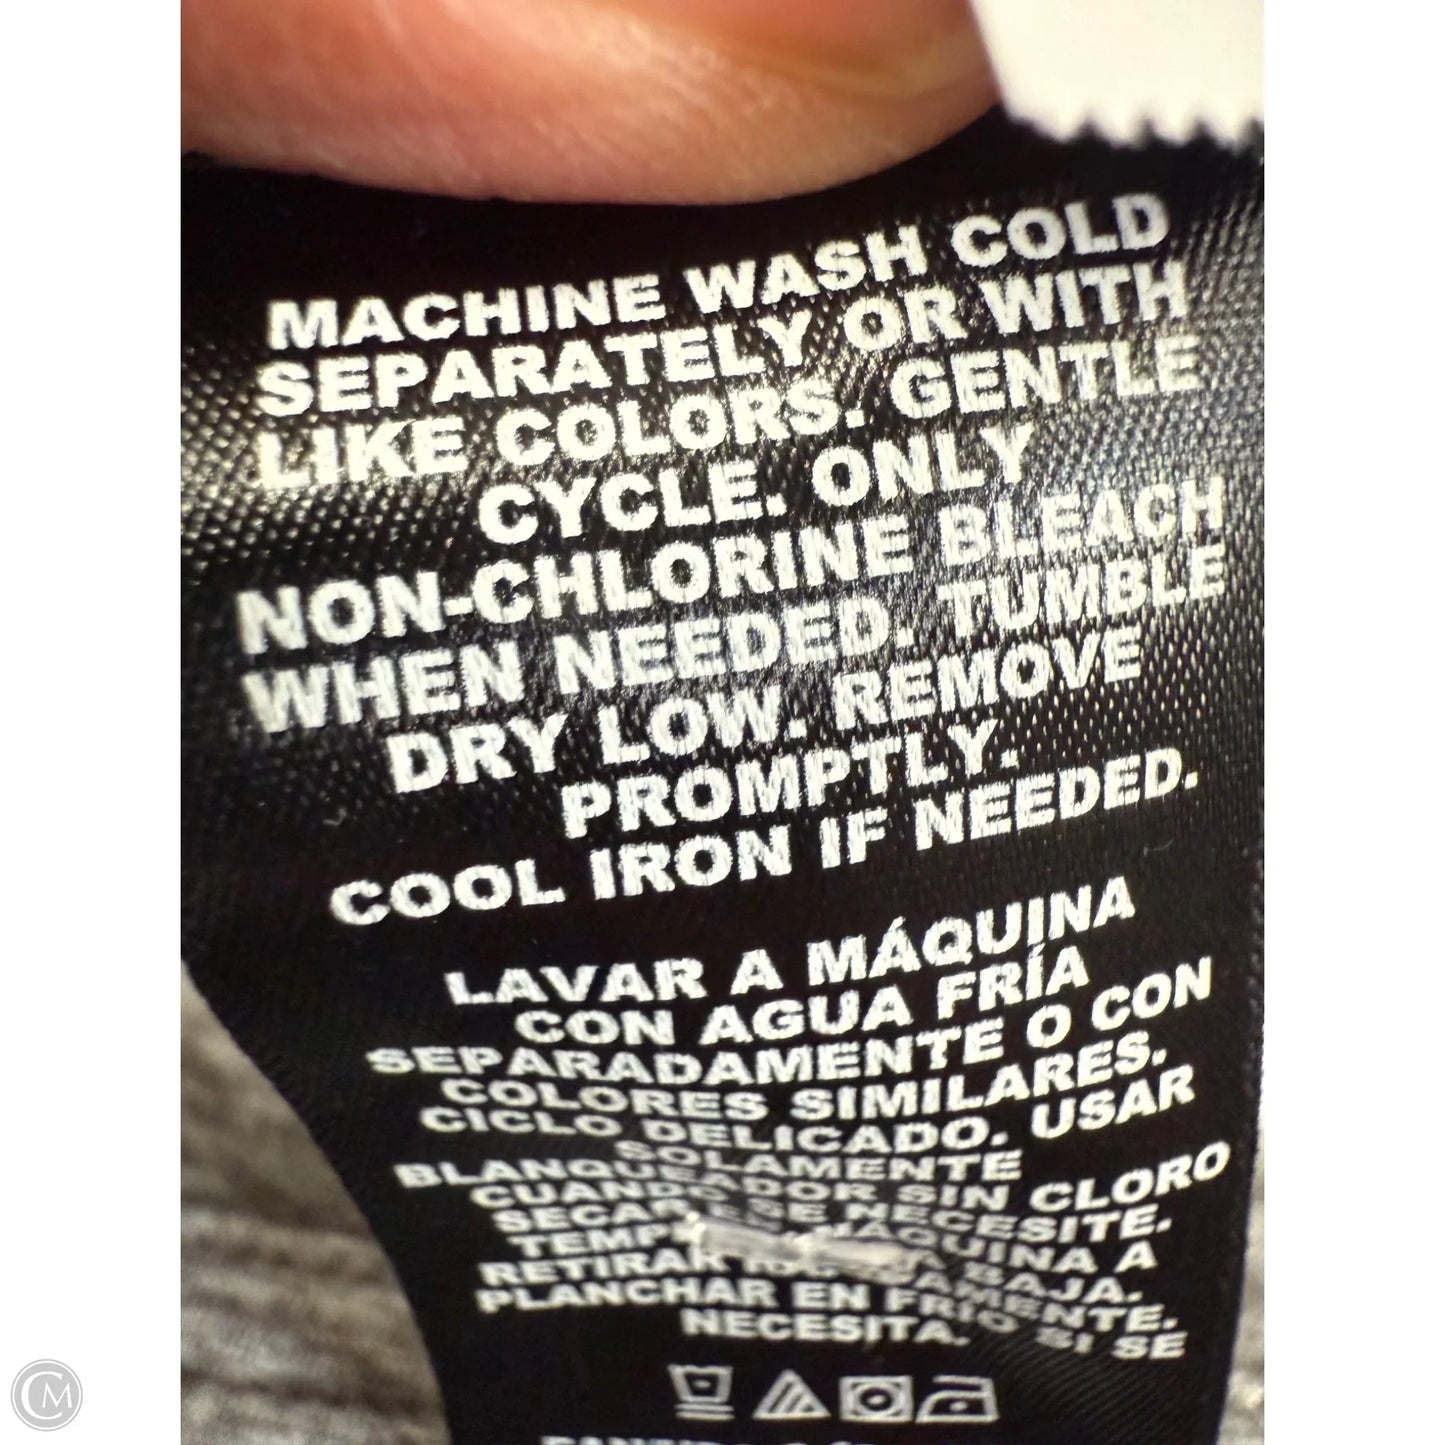 MACHINE WASH COLD
SEPARATELY OR WITH
LIKE COLORS. GENTLE
CYCLE. ONLY
NON-CHLORINE BLEACH
WHEN NEEDED. TUMBLE
DRY LOW. REMOVE
PROMPTLY.
COOL IRON IF NEEDED.
LAVAR A MÁQUINA
CON AGUA FRÍA
SEPARADAMENTE O CON
COLORES SIMILARES.
CICLO DELICADO. USAR
SOLAMENTE
BLANQUEADOR SIN CLORO
CUANDO SE NECESITE.
SECAR A MÁQUINA A
BAJA.
RETIRAR
PLANCHAR EN FRÍO SI SE
NECESITA.
CM